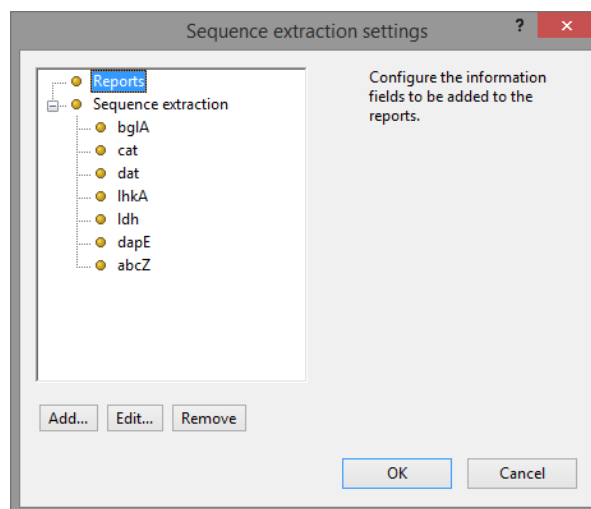 Sequence extraction settings
?
x
Reports
Sequence extraction
bglA
cat
dat
lhkA
ldh
dapE
abcZ
Configure the information
fields to be added to the
reports.
Add...
Edit...
Remove
OK
Cancel